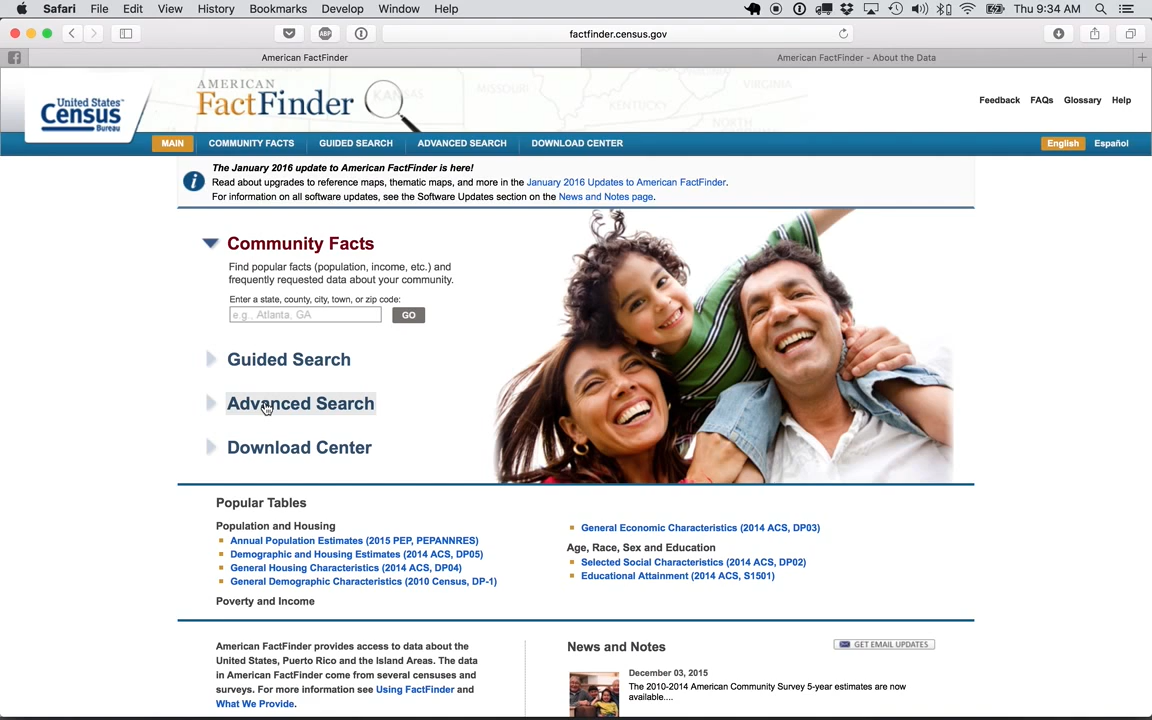 Safari File Edit View History Bookmarks Develop Window Help
Thu 9:34 AM
ABP
factfinder.census.gov
American FactFinder
American FactFinder - About the Data
United States®
Census
Bureau
AMERICAN
FactFinder
KANSAS
MISSOURI
KENTUCKY
VIRGINIA
NORTH
Feedback FAQs Glossary Help
MAIN COMMUNITY FACTS GUIDED SEARCH ADVANCED SEARCH DOWNLOAD CENTER
English Español
The January 2016 update to American FactFinder is here!
Read about upgrades to reference maps, thematic maps, and more in the January 2016 Updates to American FactFinder.
For information on all software updates, see the Software Updates section on the News and Notes page.
Community Facts
Find popular facts (population, income, etc.) and
frequently requested data about your community.
Enter a state, county, city, town, or zip code:
e.g., Atlanta, GA
GO
Guided Search
Advanced Search
Download Center
Popular Tables
Population and Housing
Annual Population Estimates (2015 PEP, PEPANNRES)
Demographic and Housing Estimates (2014 ACS, DP05)
General Housing Characteristics (2014 ACS, DP04)
General Demographic Characteristics (2010 Census, DP-1)
Poverty and Income
General Economic Characteristics (2014 ACS, DP03)
Age, Race, Sex and Education
Selected Social Characteristics (2014 ACS, DP02)
Educational Attainment (2014 ACS, S1501)
American FactFinder provides access to data about the
United States, Puerto Rico and the Island Areas. The data
in American FactFinder come from several censuses and
surveys. For more information see Using FactFinder and
What We Provide.
News and Notes
GET EMAIL UPDATES
December 03, 2015
The 2010-2014 American Community Survey 5-year estimates are now
available....